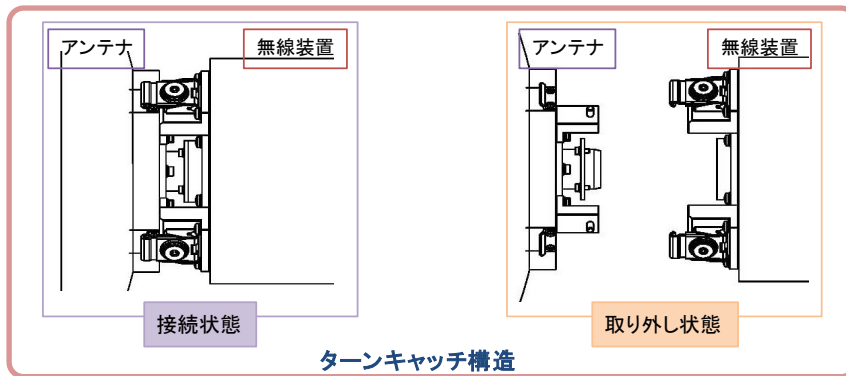 アンテナ 無線装置
アンテナ 無線装置
接続状態
取り外し状態
ターンキャッチ構造